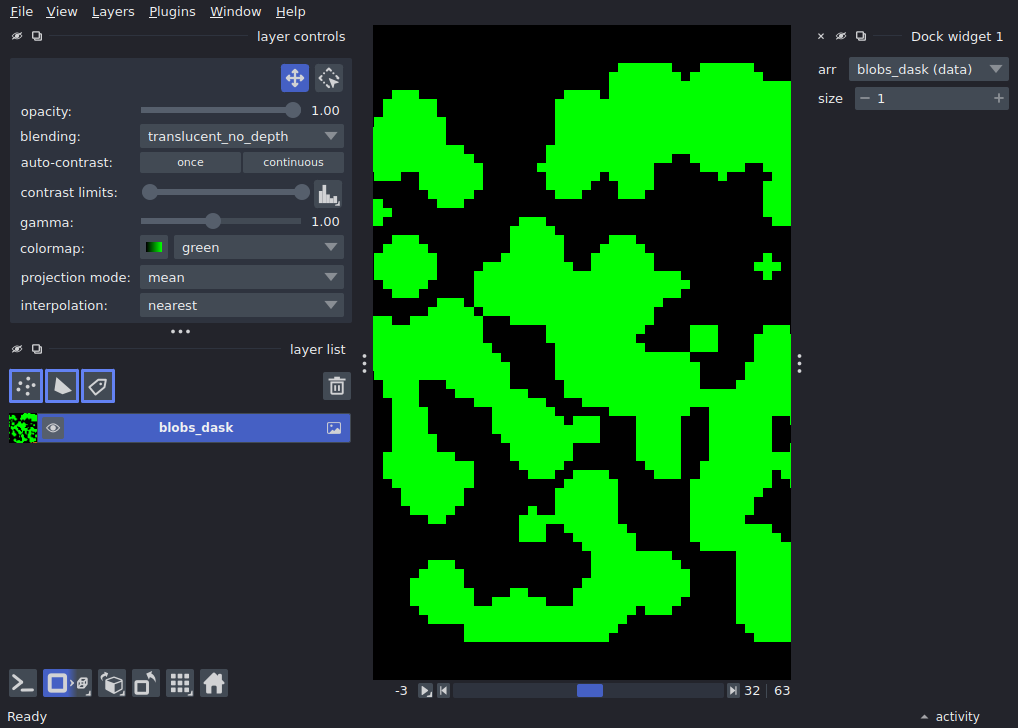 File View Layers Plugins Window Help
layer controls
opacity: 1.00
blending: translucent_no_depth
auto-contrast: once continuous
contrast limits:
gamma: 1.00
colormap: green
projection mode: mean
interpolation: nearest
layer list
blobs_dask
Dock widget 1
arr blobs_dask (data)
size 1
-3 32 63
Ready
activity